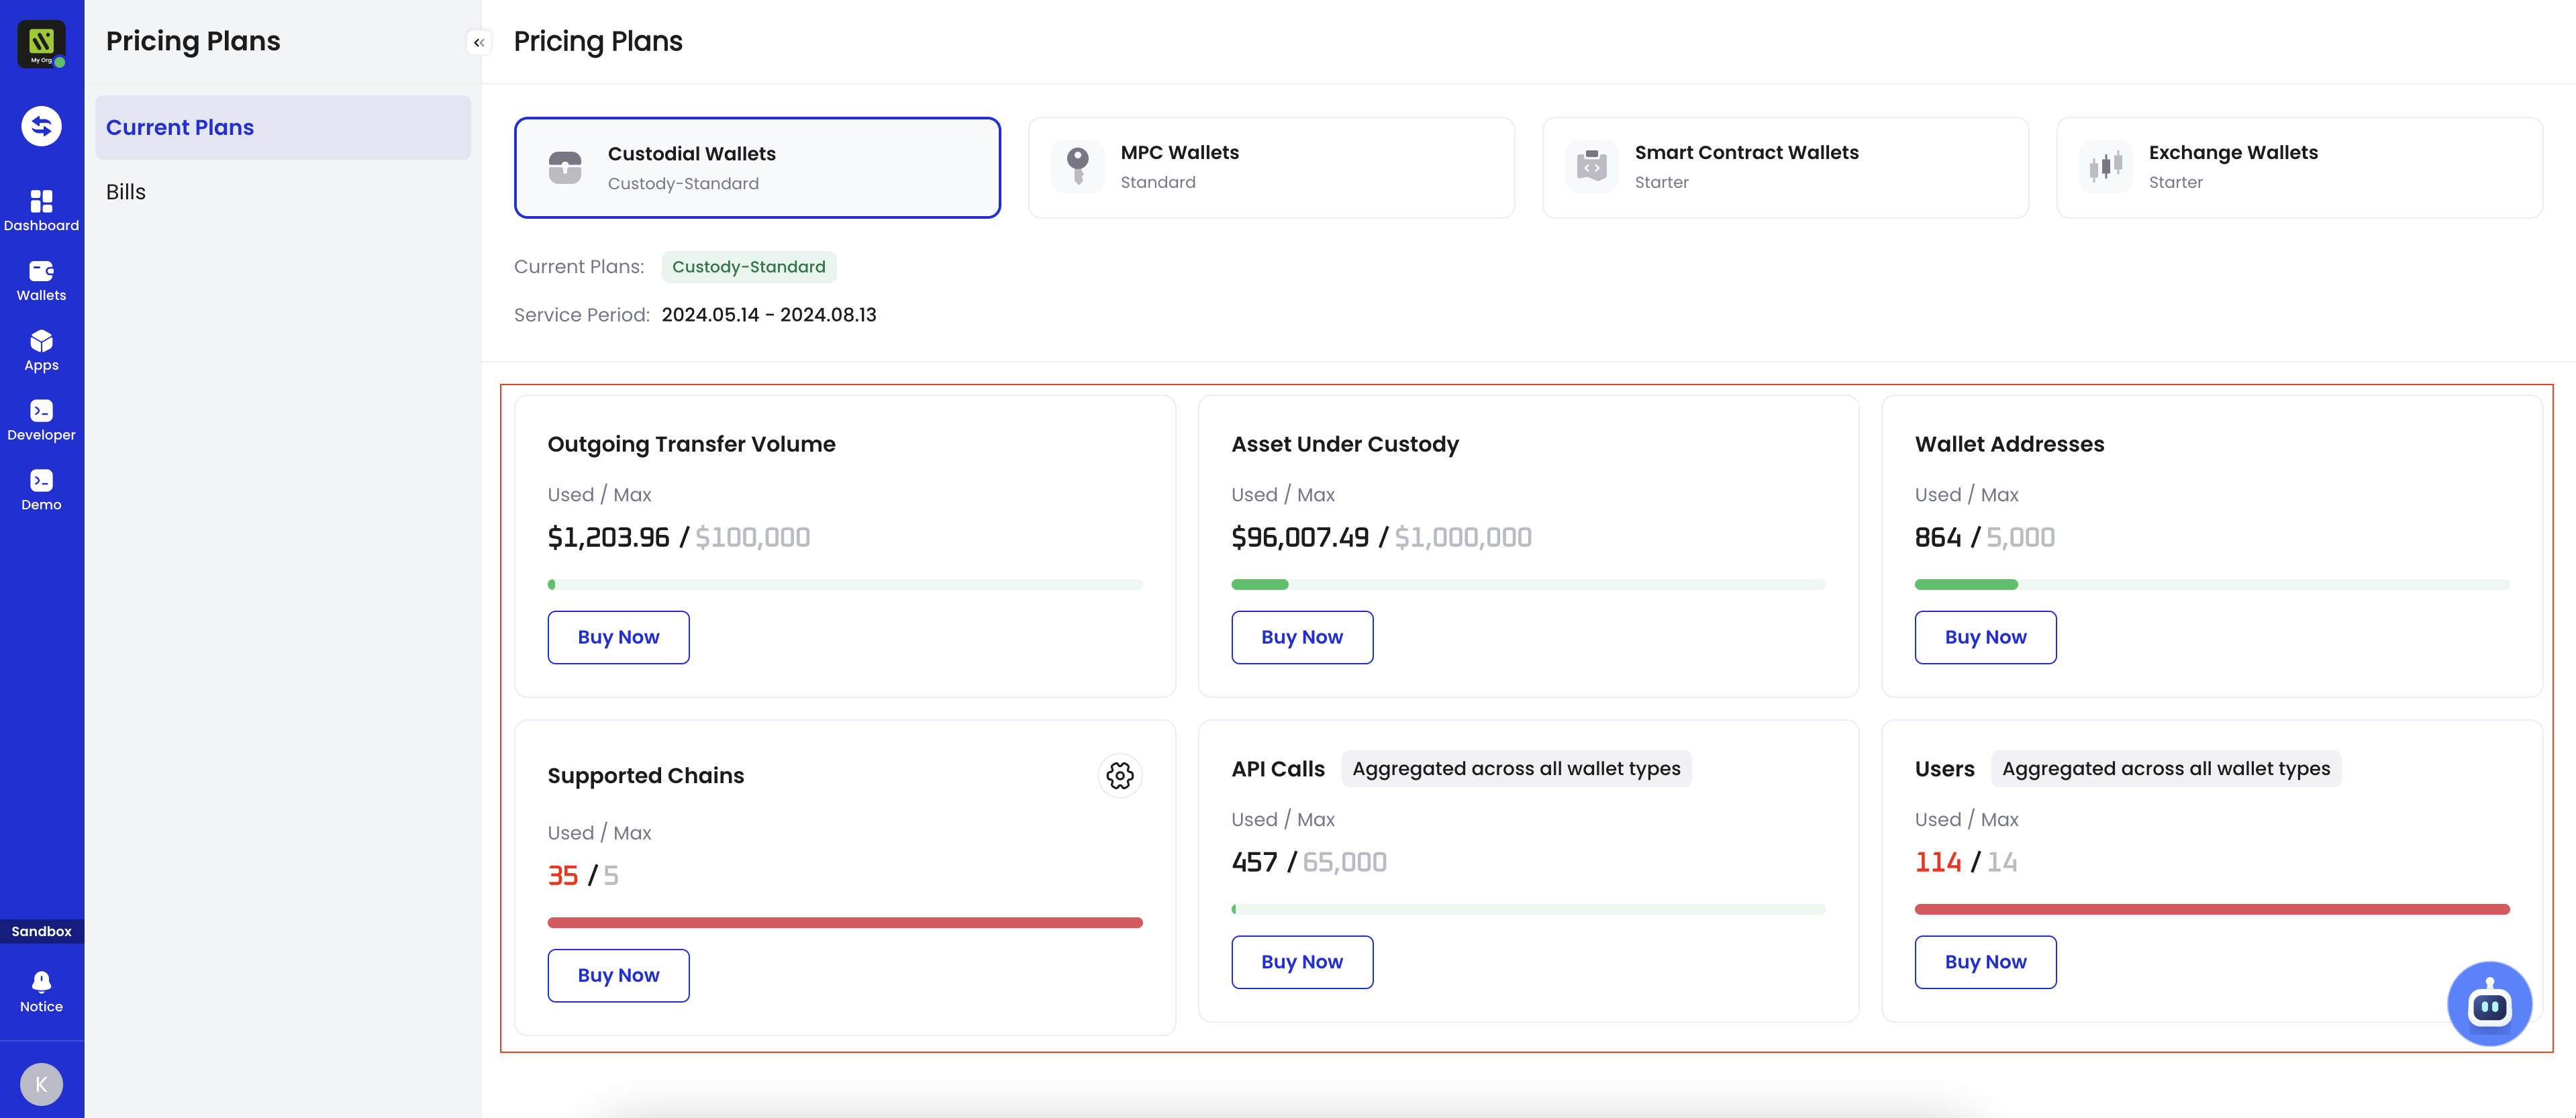 My Org
Dashboard
Wallets
Apps
Developer
Demo
Sandbox
Notice
K
Pricing Plans
Current Plans
Bills
Pricing Plans
Custodial Wallets
Custody-Standard
MPC Wallets
Standard
Smart Contract Wallets
Starter
Exchange Wallets
Starter
Current Plans: Custody-Standard
Service Period: 2024.05.14 - 2024.08.13
Outgoing Transfer Volume
Used / Max
$1,203.96 / $100,000
Buy Now
Asset Under Custody
Used / Max
$96,007.49 / $1,000,000
Buy Now
Wallet Addresses
Used / Max
864 / 5,000
Buy Now
Supported Chains
Used / Max
35 / 5
Buy Now
API Calls Aggregated across all wallet types
Used / Max
457 / 65,000
Buy Now
Users Aggregated across all wallet types
Used / Max
114 / 14
Buy Now